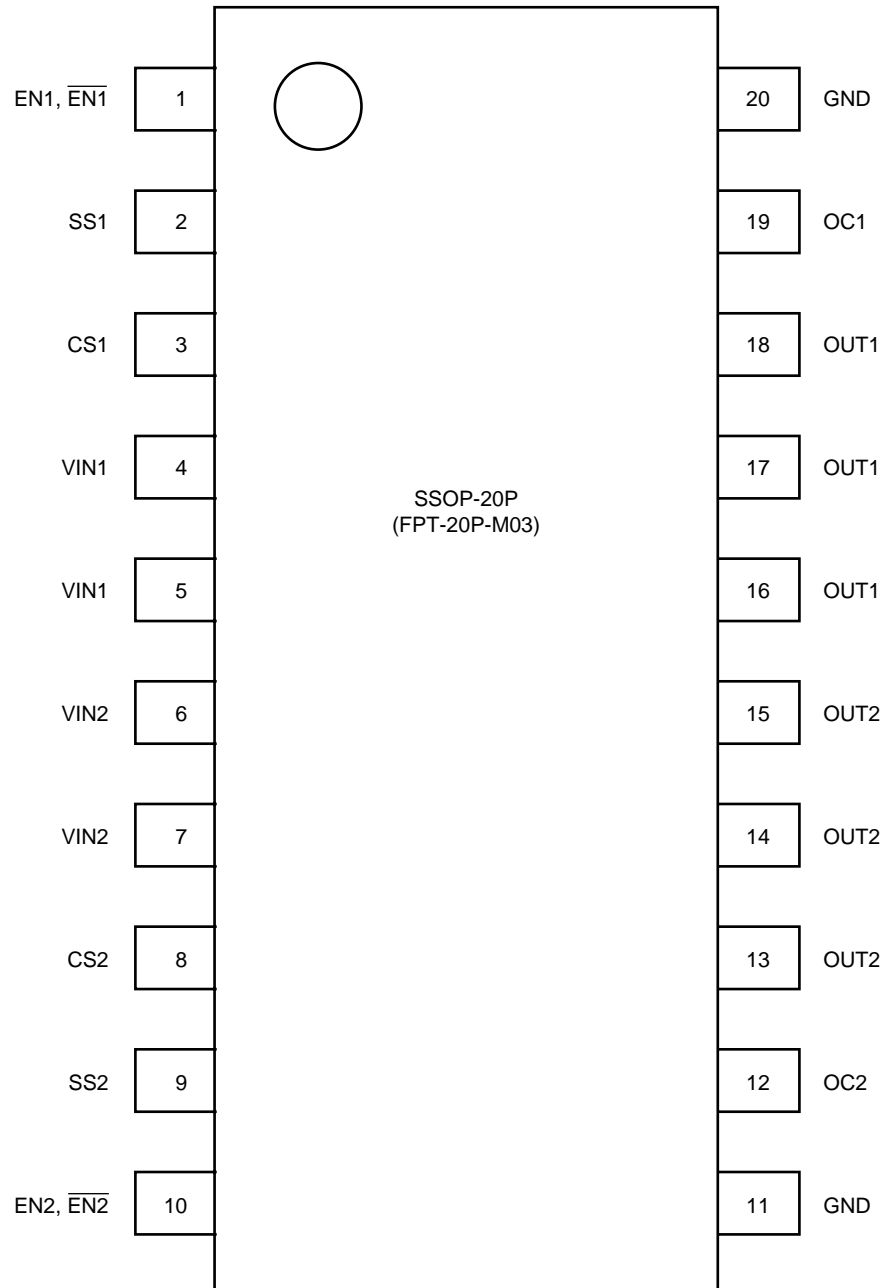 EN1, E̅N̅1̅ 1 20 GND
SS1 2 19 OC1
CS1 3 18 OUT1
VIN1 4 17 OUT1
SSOP-20P
(FPT-20P-M03)
VIN1 5 16 OUT1
VIN2 6 15 OUT2
VIN2 7 14 OUT2
CS2 8 13 OUT2
SS2 9 12 OC2
EN2, E̅N̅2̅ 10 11 GND